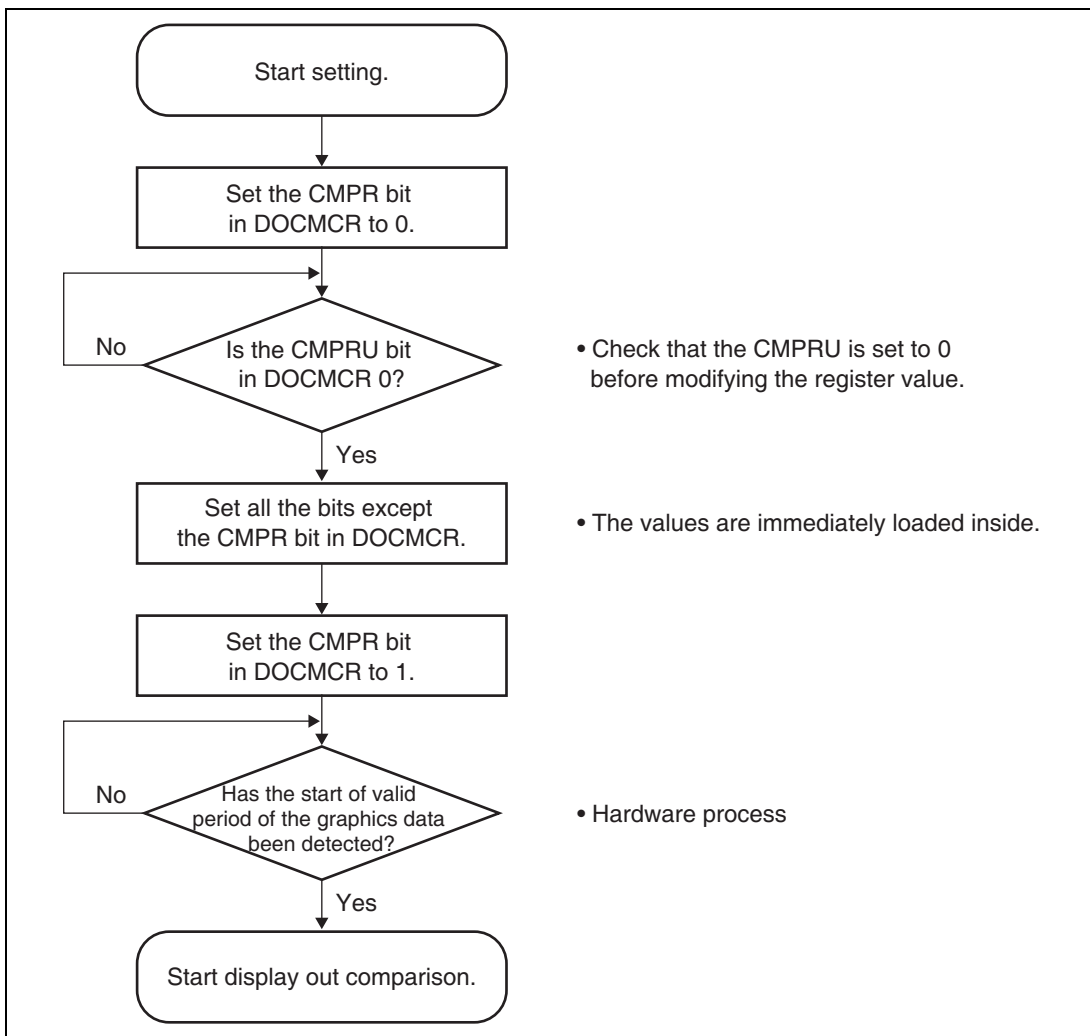 Start setting.
Set the CMPR bit
in DOCMCR to 0.
No
Is the CMPRU bit
in DOCMCR 0?
• Check that the CMPRU is set to 0
before modifying the register value.
Yes
Set all the bits except
the CMPR bit in DOCMCR.
• The values are immediately loaded inside.
Set the CMPR bit
in DOCMCR to 1.
No
Has the start of valid
period of the graphics data
been detected?
• Hardware process
Yes
Start display out comparison.